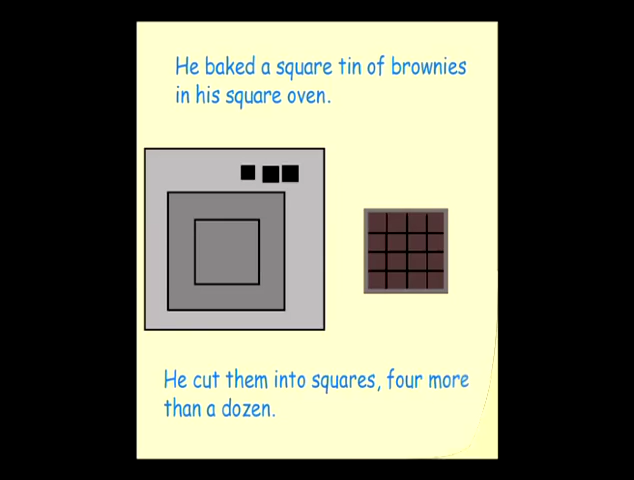 He baked a square tin of brownies
in his square oven.
He cut them into squares, four more
than a dozen.